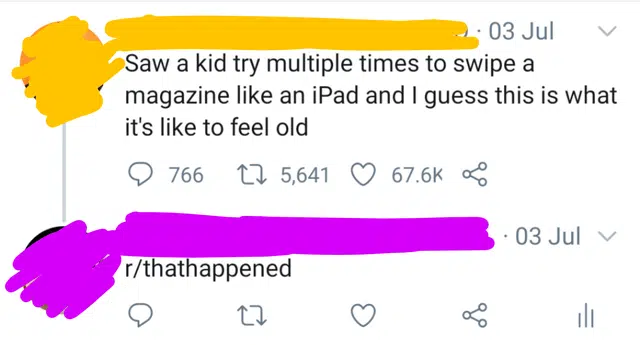 · 03 Jul
Saw a kid try multiple times to swipe a
magazine like an iPad and I guess this is what
it's like to feel old
766 5,641 67.6K
· 03 Jul
r/thathappened